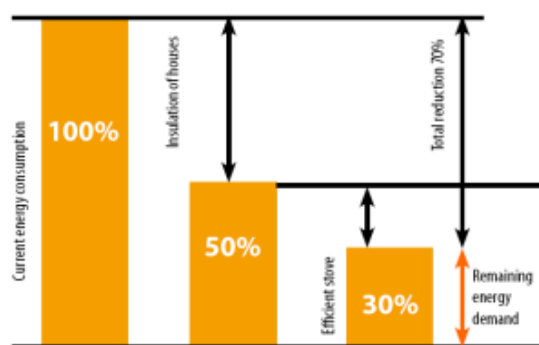 Current energy consumption
100%
Insulation of houses
50%
Efficient stove
30%
Total reduction 70%
Remaining
energy
demand